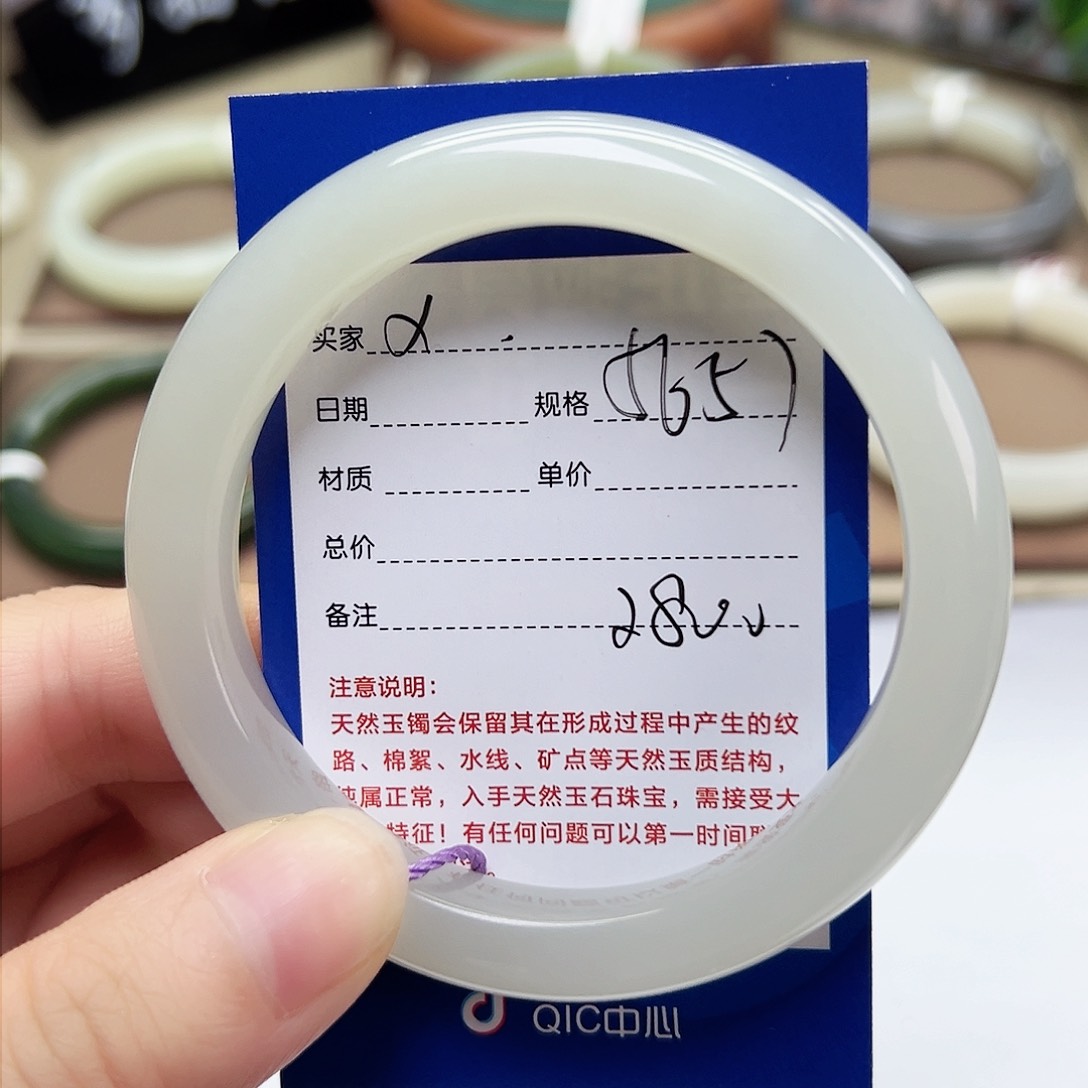 买家
日期 规格 (565)
材质 单价
总价
备注 2800
注意说明：
天然玉镯会保留其在形成过程中产生的纹
路、棉絮、水线、矿点等天然玉质结构，
纯属正常，入手天然玉石珠宝，需接受大
特征！有任何问题可以第一时间联
QIC中心